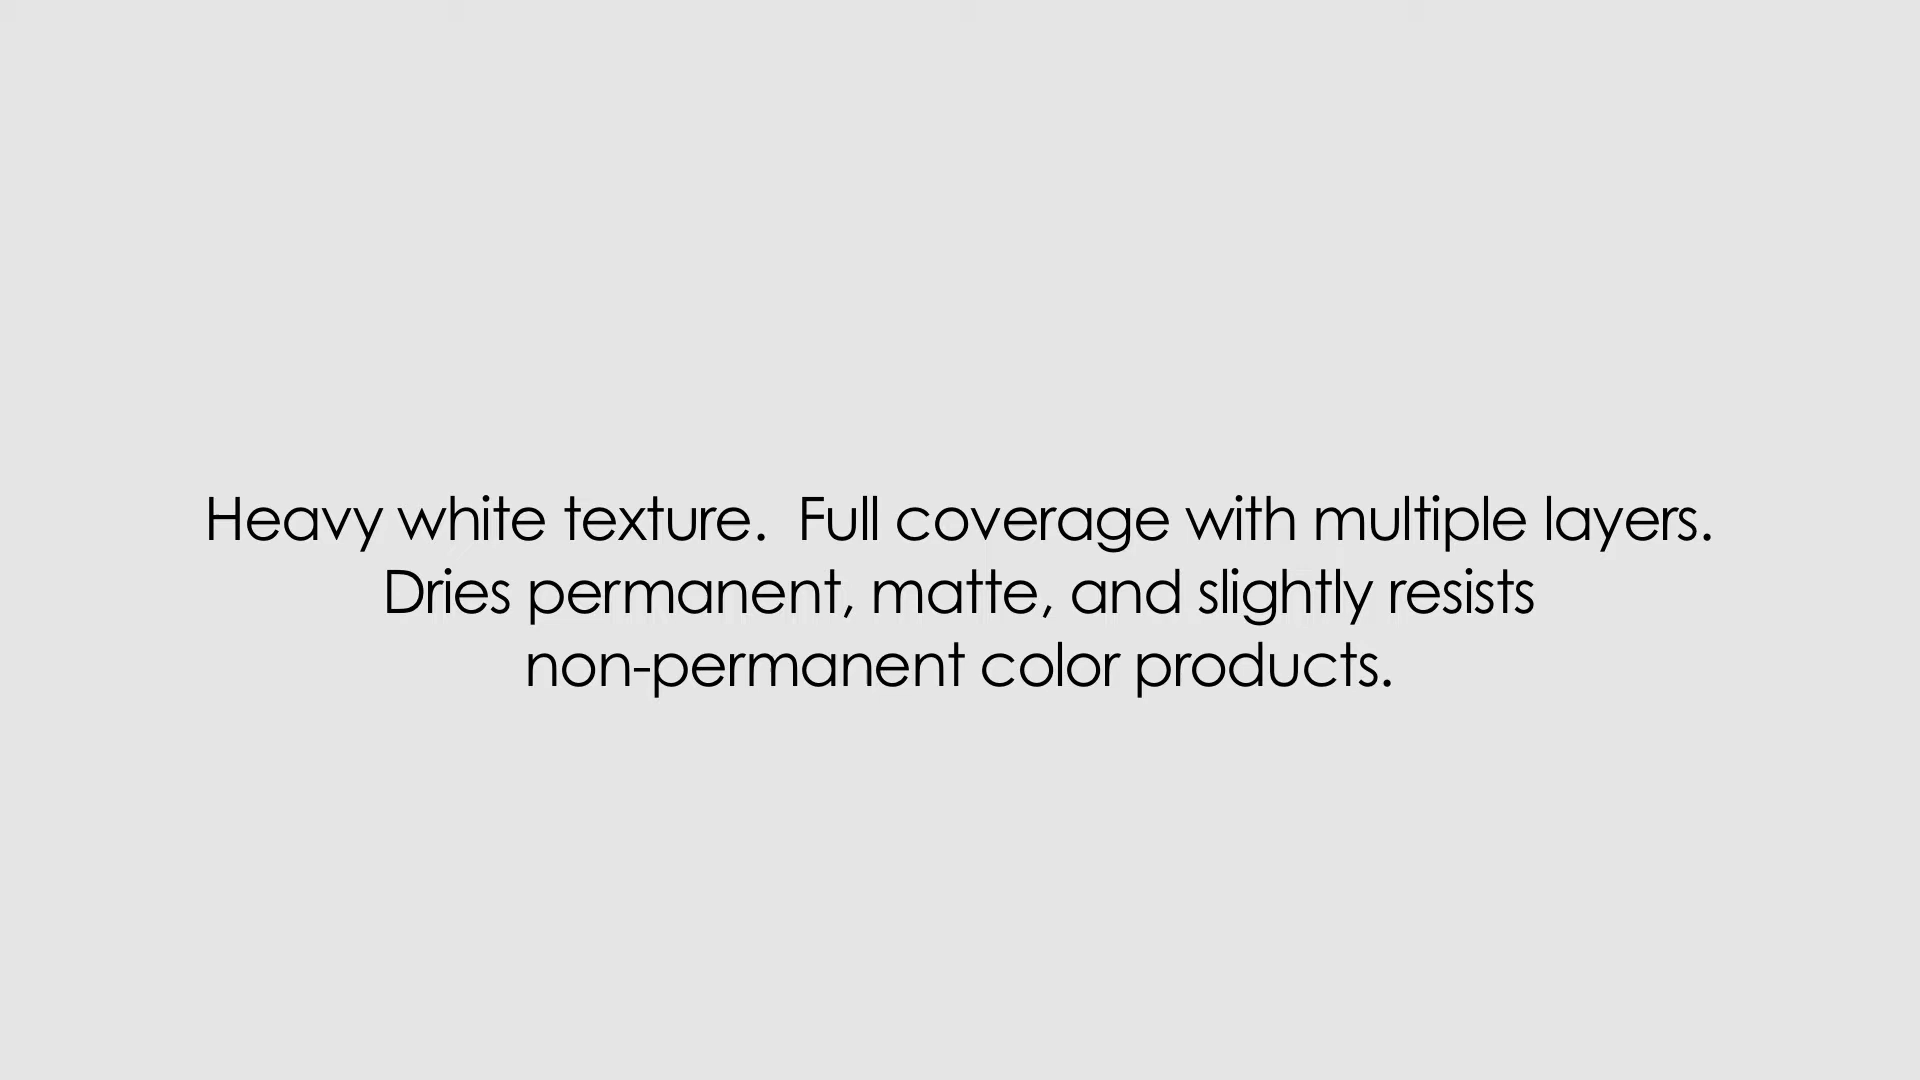 Heavy white texture.  Full coverage with multiple layers.
Dries permanent, matte, and slightly resists
non-permanent color products.